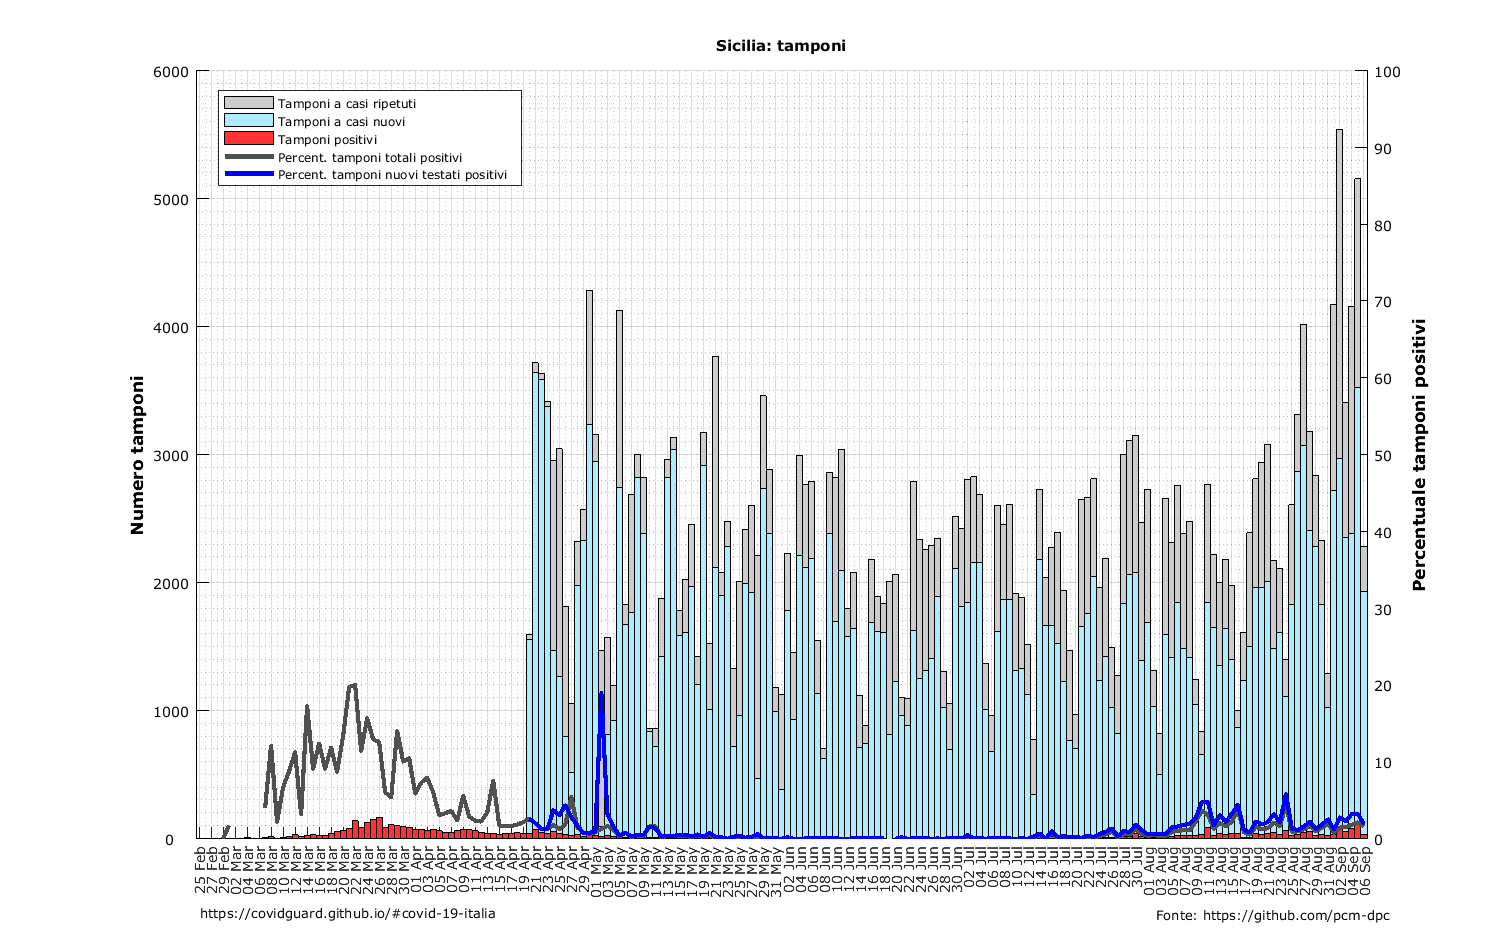 Sicilia: tamponi
6000
5000
4000
3000
2000
1000
0
100
90
80
70
60
50
40
30
20
10
0
Numero tamponi
Percentuale tamponi positivi
Tamponi a casi ripetuti
Tamponi a casi nuovi
Tamponi positivi
Percent. tamponi totali positivi
Percent. tamponi nuovi testati positivi
25 Feb
27 Feb
29 Feb
02 Mar
04 Mar
06 Mar
08 Mar
10 Mar
12 Mar
14 Mar
16 Mar
18 Mar
20 Mar
22 Mar
24 Mar
26 Mar
28 Mar
30 Mar
01 Apr
03 Apr
05 Apr
07 Apr
09 Apr
11 Apr
13 Apr
15 Apr
17 Apr
19 Apr
21 Apr
23 Apr
25 Apr
27 Apr
29 Apr
01 May
03 May
05 May
07 May
09 May
11 May
13 May
15 May
17 May
19 May
21 May
23 May
25 May
27 May
29 May
31 May
02 Jun
04 Jun
06 Jun
08 Jun
10 Jun
12 Jun
14 Jun
16 Jun
18 Jun
20 Jun
22 Jun
24 Jun
26 Jun
28 Jun
30 Jun
02 Jul
04 Jul
06 Jul
08 Jul
10 Jul
12 Jul
14 Jul
16 Jul
18 Jul
20 Jul
22 Jul
24 Jul
26 Jul
28 Jul
30 Jul
01 Aug
03 Aug
05 Aug
07 Aug
09 Aug
11 Aug
13 Aug
15 Aug
17 Aug
19 Aug
21 Aug
23 Aug
25 Aug
27 Aug
29 Aug
31 Aug
02 Sep
04 Sep
06 Sep
https://covidguard.github.io/#covid-19-italia
Fonte: https://github.com/pcm-dpc